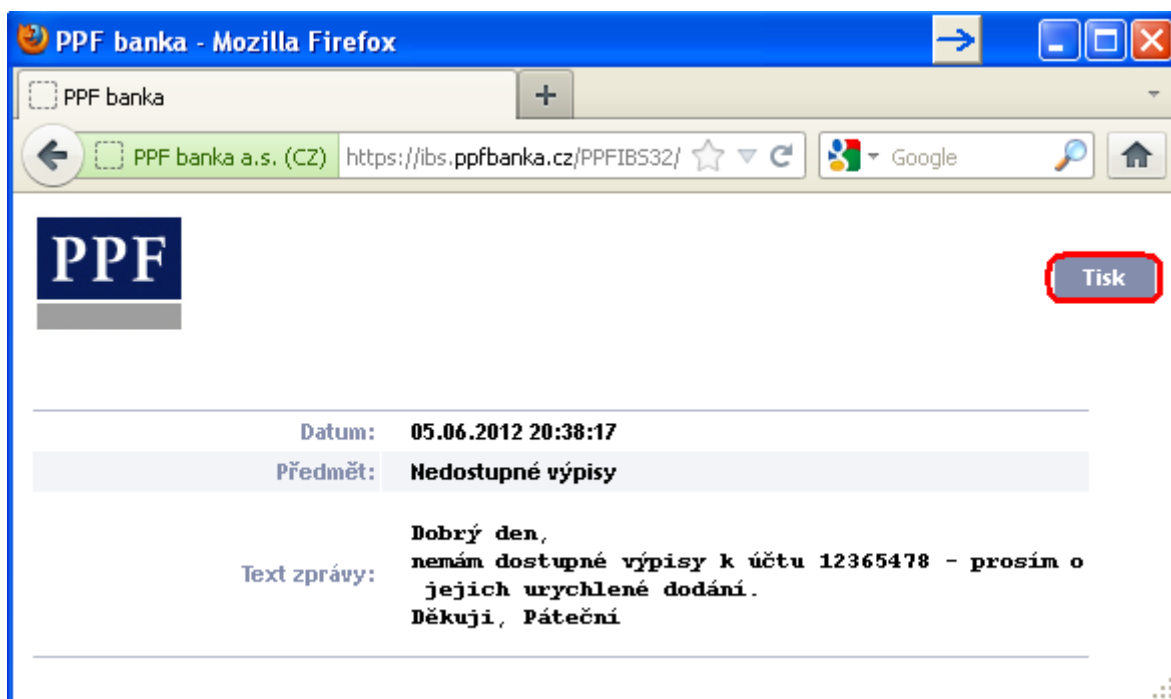 PPF banka - Mozilla Firefox
PPF banka
PPF banka a.s. (CZ) https://ibs.ppfbanka.cz/PPFIBS32/ Google
PPF
Tisk
Datum: 05.06.2012 20:38:17
Předmět: Nedostupné výpisy
Text zprávy:
Dobrý den,
nemám dostupné výpisy k účtu 12365478 - prosím o
jejich urychlené dodání.
Děkuji, Páteční